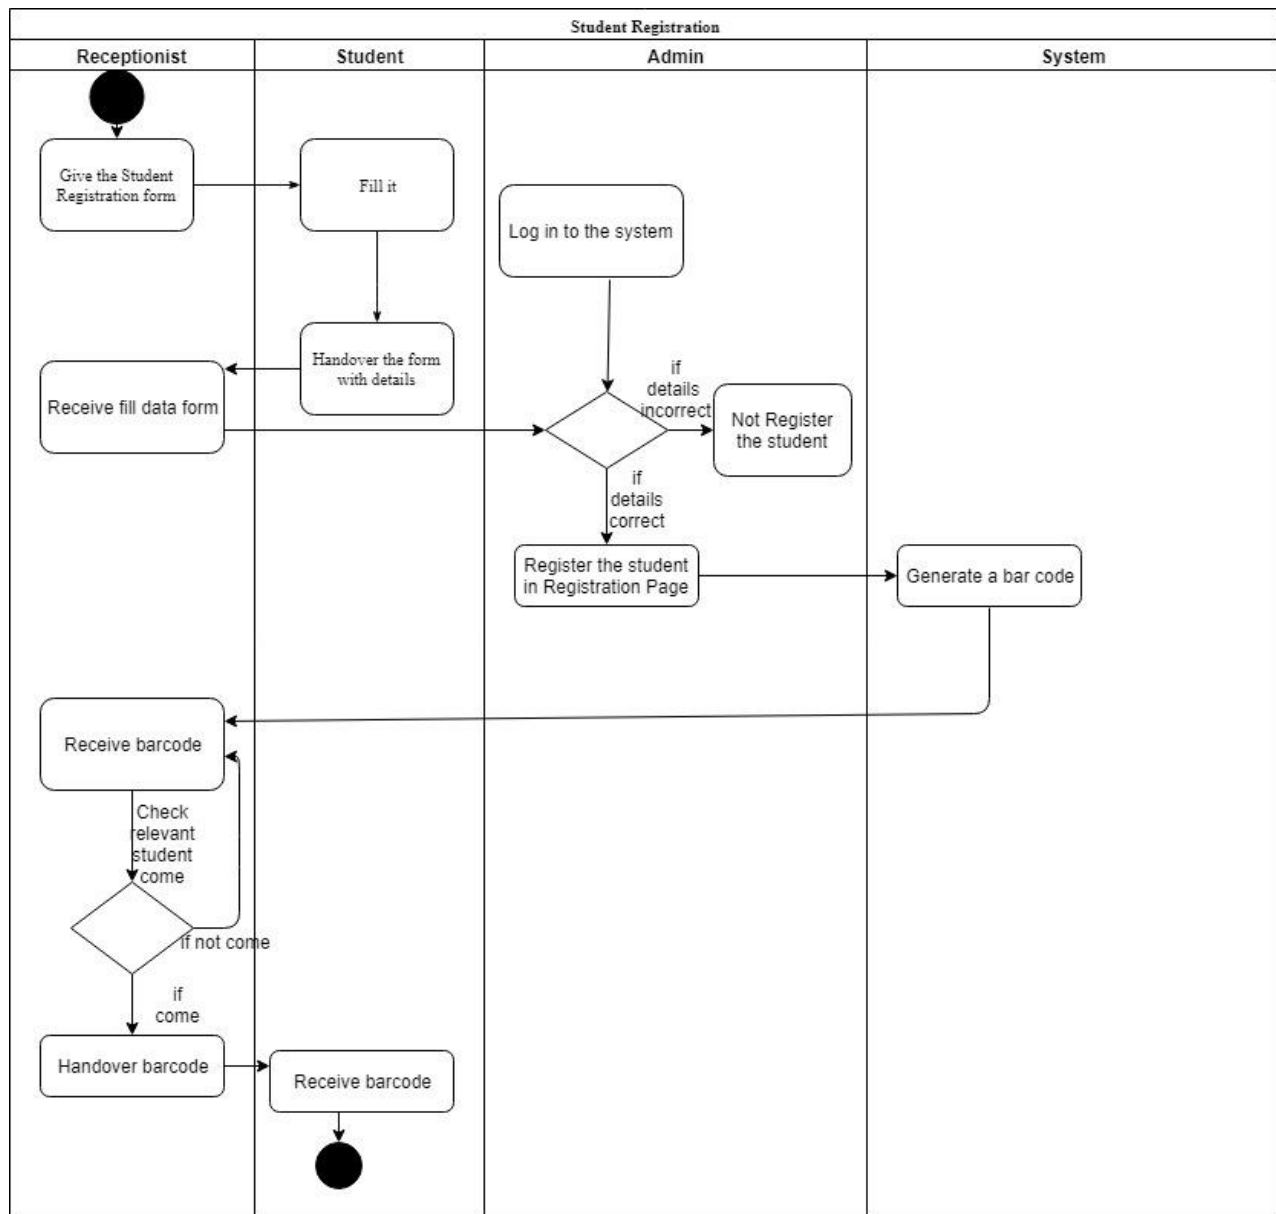 Student Registration
Receptionist
Student
Admin
System
Give the Student
Registration form
Fill it
Log in to the system
Handover the form
with details
Receive fill data form
if
details
incorrect
Not Register
the student
if
details
correct
Register the student
in Registration Page
Generate a bar code
Receive barcode
Check
relevant
student
come
if not come
if
come
Handover barcode
Receive barcode